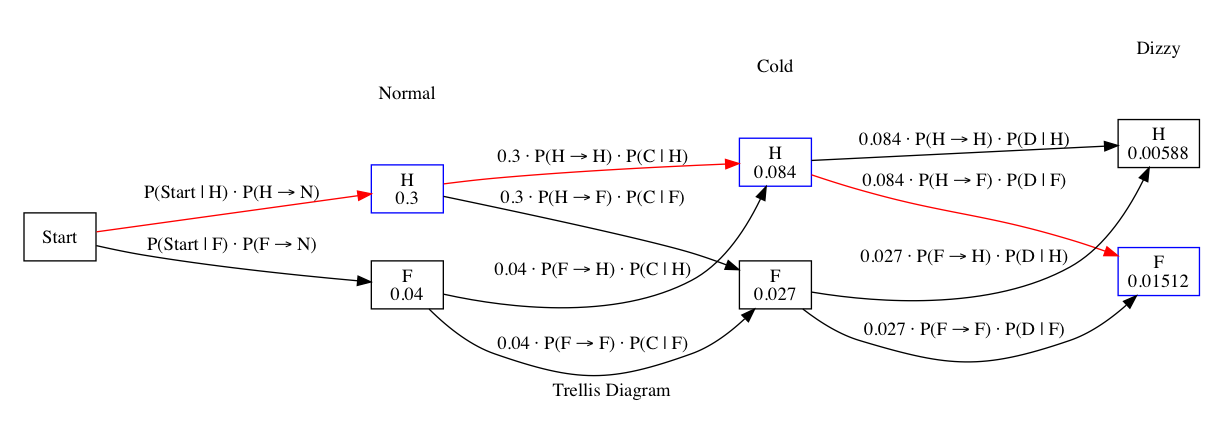 Dizzy
Cold
Normal
H
0.00588
0.084 · P(H → H) · P(D | H)
0.3 · P(H → H) · P(C | H)
H
0.084
0.084 · P(H → F) · P(D | F)
P(Start | H) · P(H → N)
H
0.3
0.3 · P(H → F) · P(C | F)
Start
P(Start | F) · P(F → N)
0.027 · P(F → H) · P(D | H)
F
0.01512
0.04 · P(F → H) · P(C | H)
F
0.04
F
0.027
0.027 · P(F → F) · P(D | F)
0.04 · P(F → F) · P(C | F)
Trellis Diagram